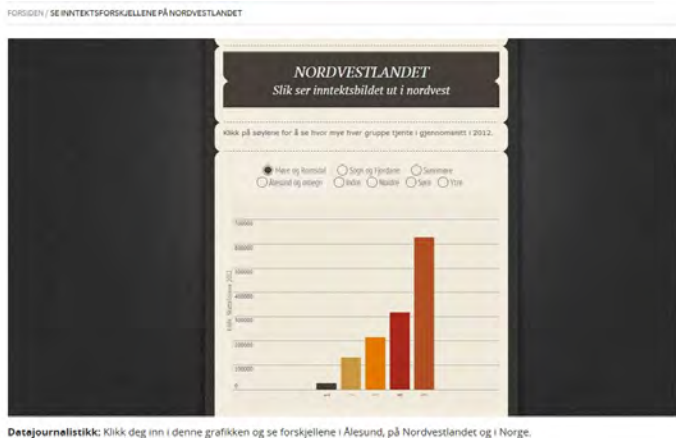 FORSIDEN / SE INNTEKTSFORSKJELLENE PÅ NORDVESTLANDET
NORDVESTLANDET
Slik ser inntektsbildet ut i nordvest
Klikk på søylene for å se hvor mye hver gruppe tjente i gjennomsnitt i 2012.
Møre og Romsdal Sogn og Fjordane Sunnmøre
Ålesund og omegn Indre Nordre Søre Ytre
0
Datajournalistikk: Klikk deg inn i denne grafikken og se forskjellene i Ålesund, på Nordvestlandet og i Norge.